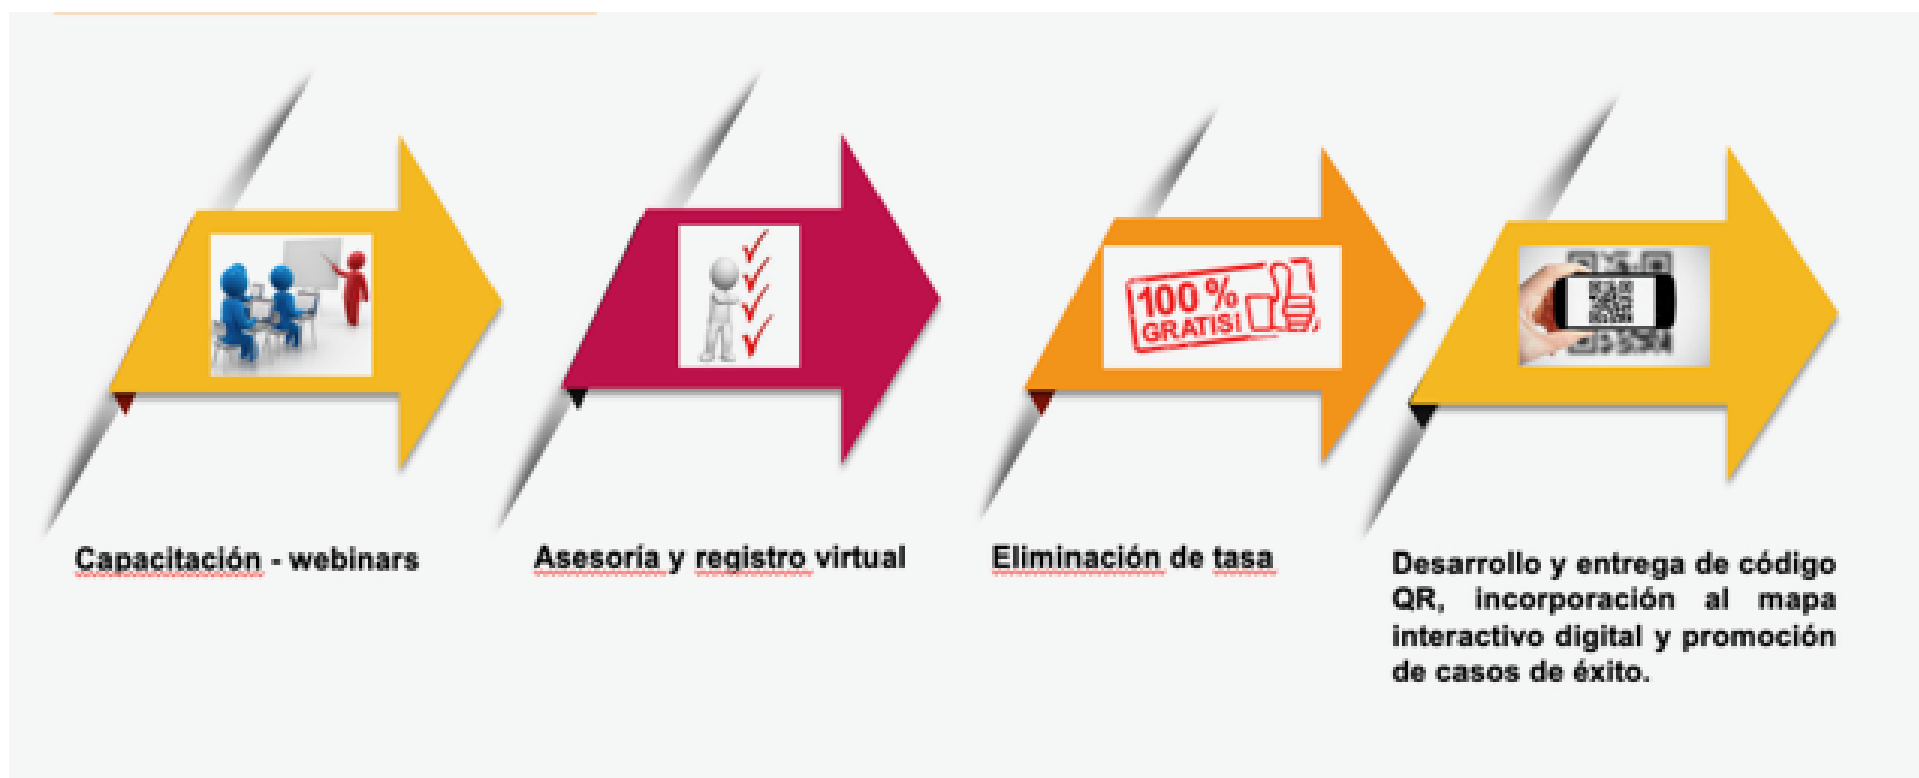 100 %
GRATIS¡
Capacitación - webinars
Asesoría y registro virtual
Eliminación de tasa
Desarrollo y entrega de código
QR, incorporación al mapa
interactivo digital y promoción
de casos de éxito.